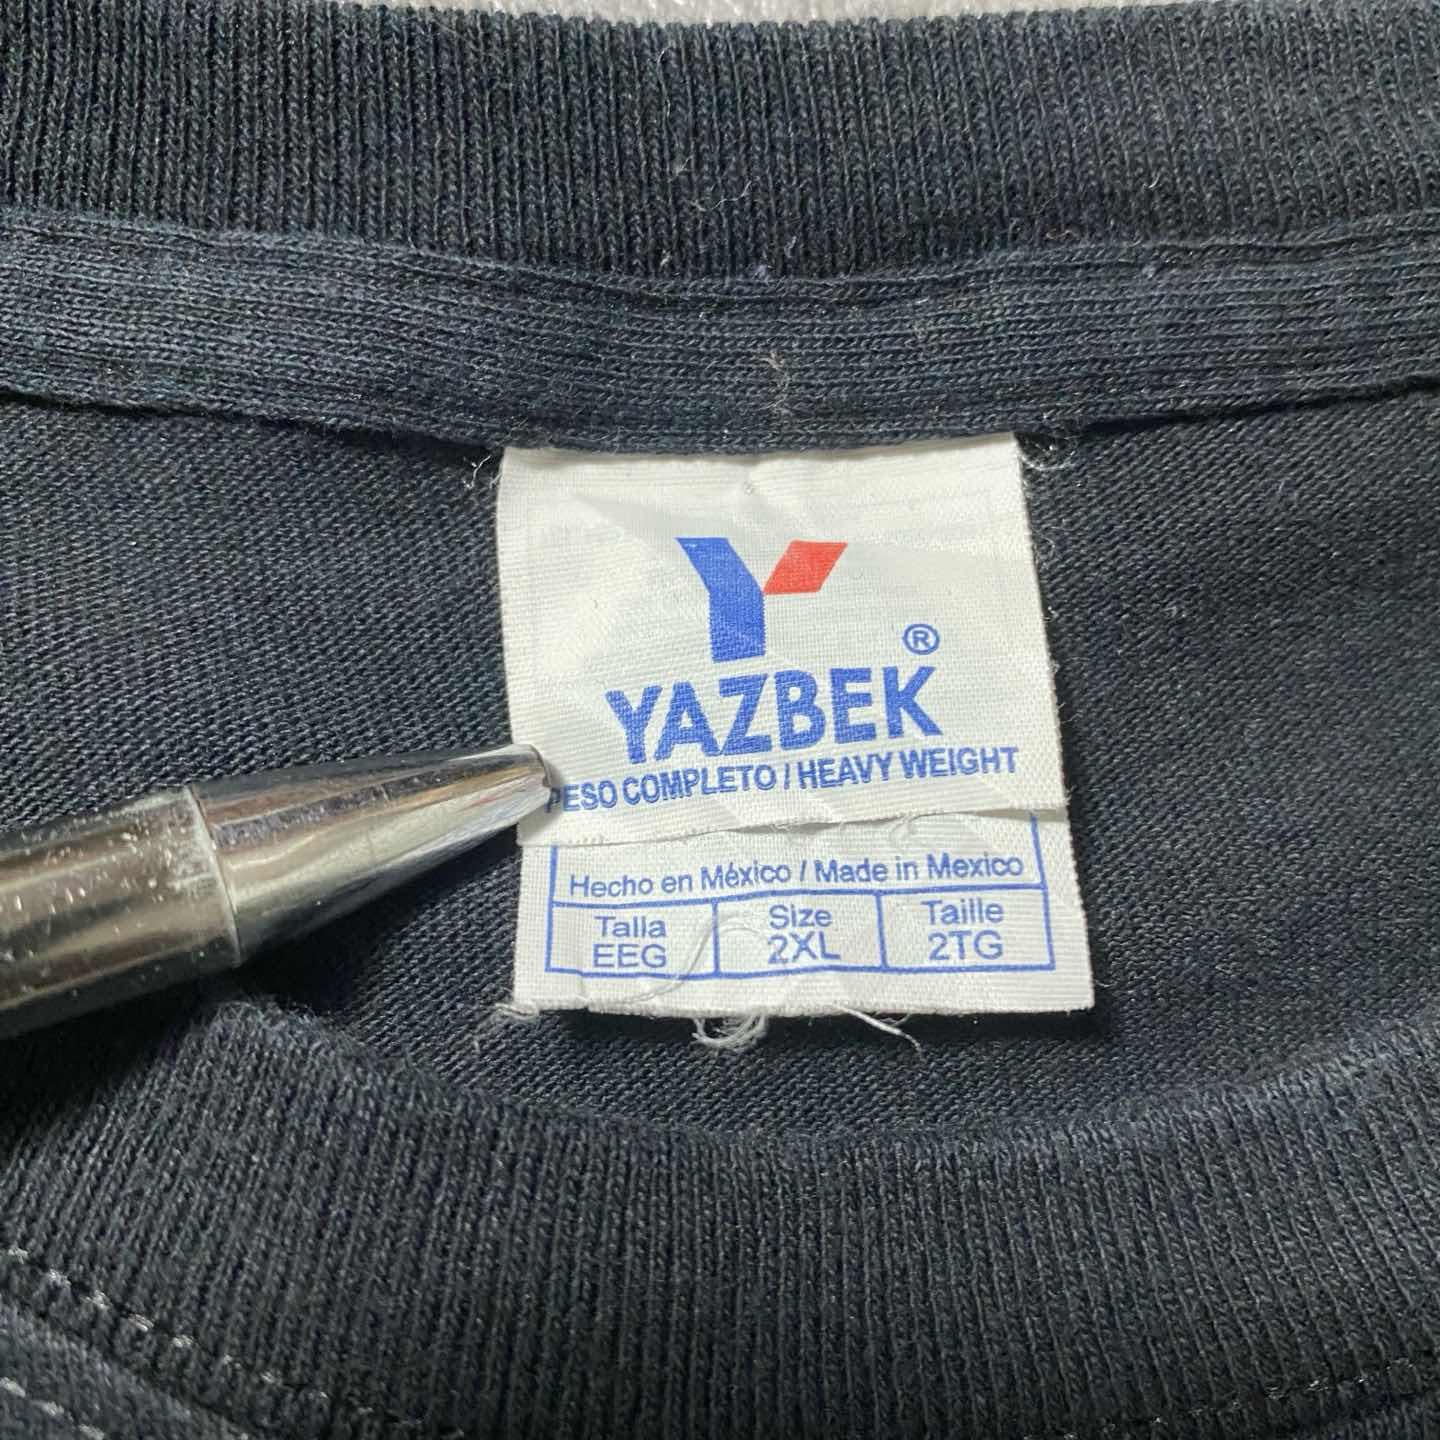 Y
®
YAZBEK
PESO COMPLETO / HEAVY WEIGHT
Hecho en México / Made in Mexico
Talla Size Taille
EEG 2XL 2TG